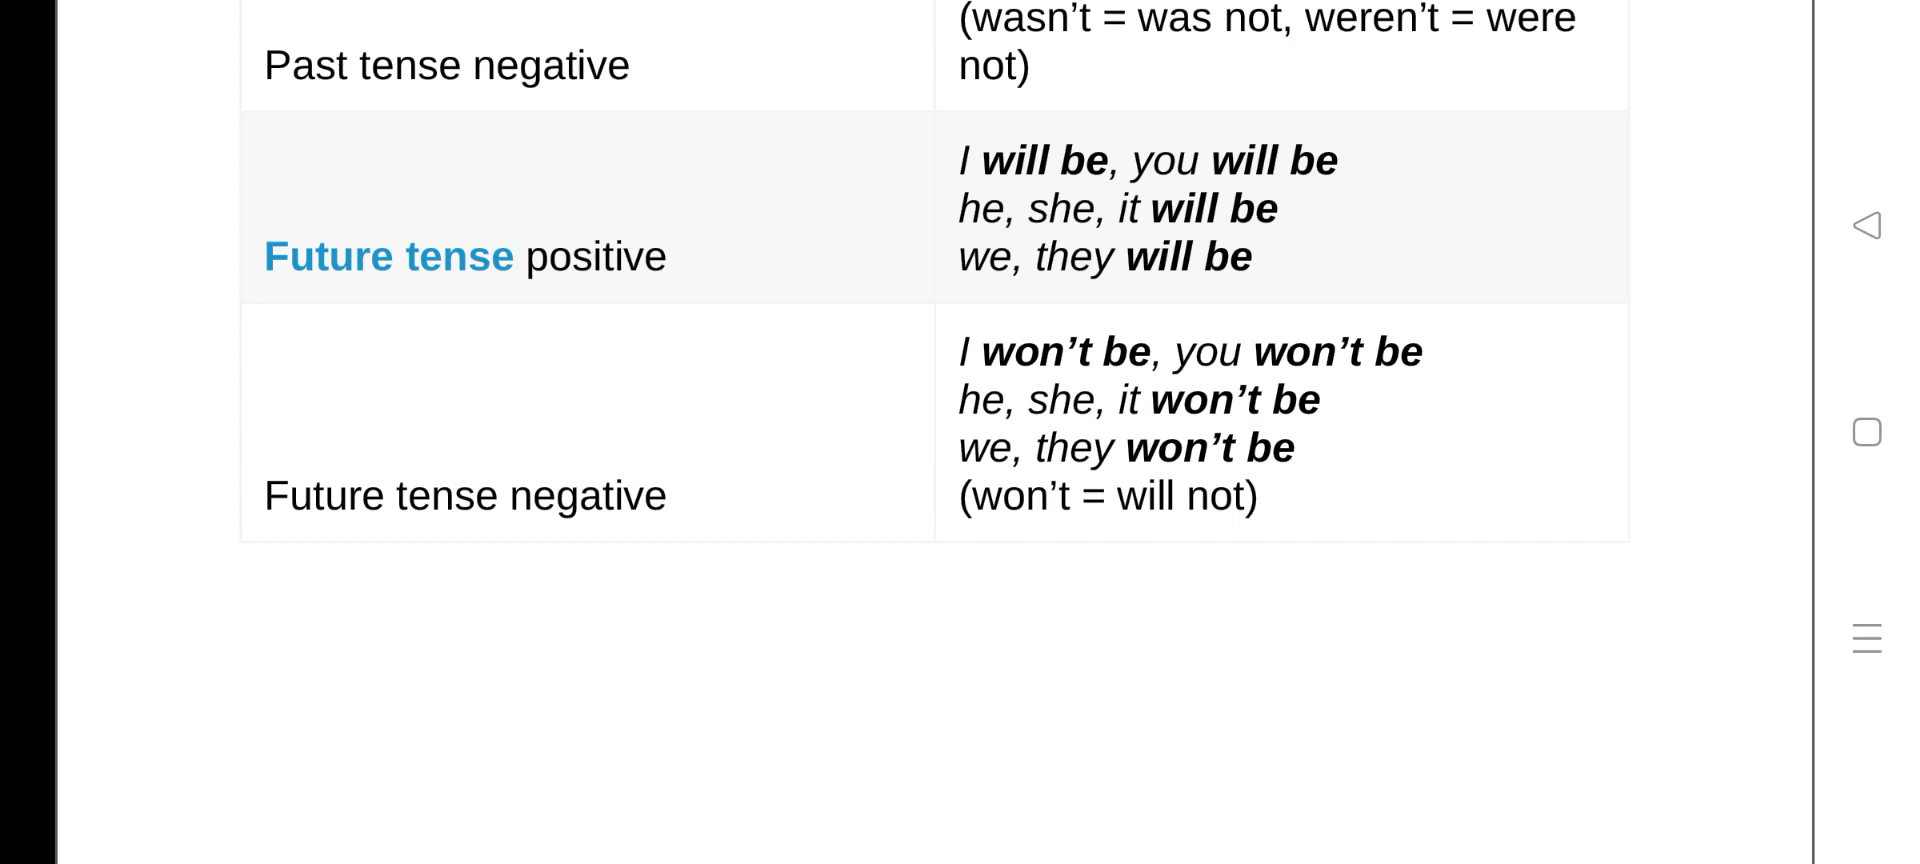 (wasn’t = was not, weren’t = were
Past tense negative
not)
I will be, you will be
he, she, it will be
Future tense positive
we, they will be
I won’t be, you won’t be
he, she, it won’t be
we, they won’t be
Future tense negative
(won’t = will not)